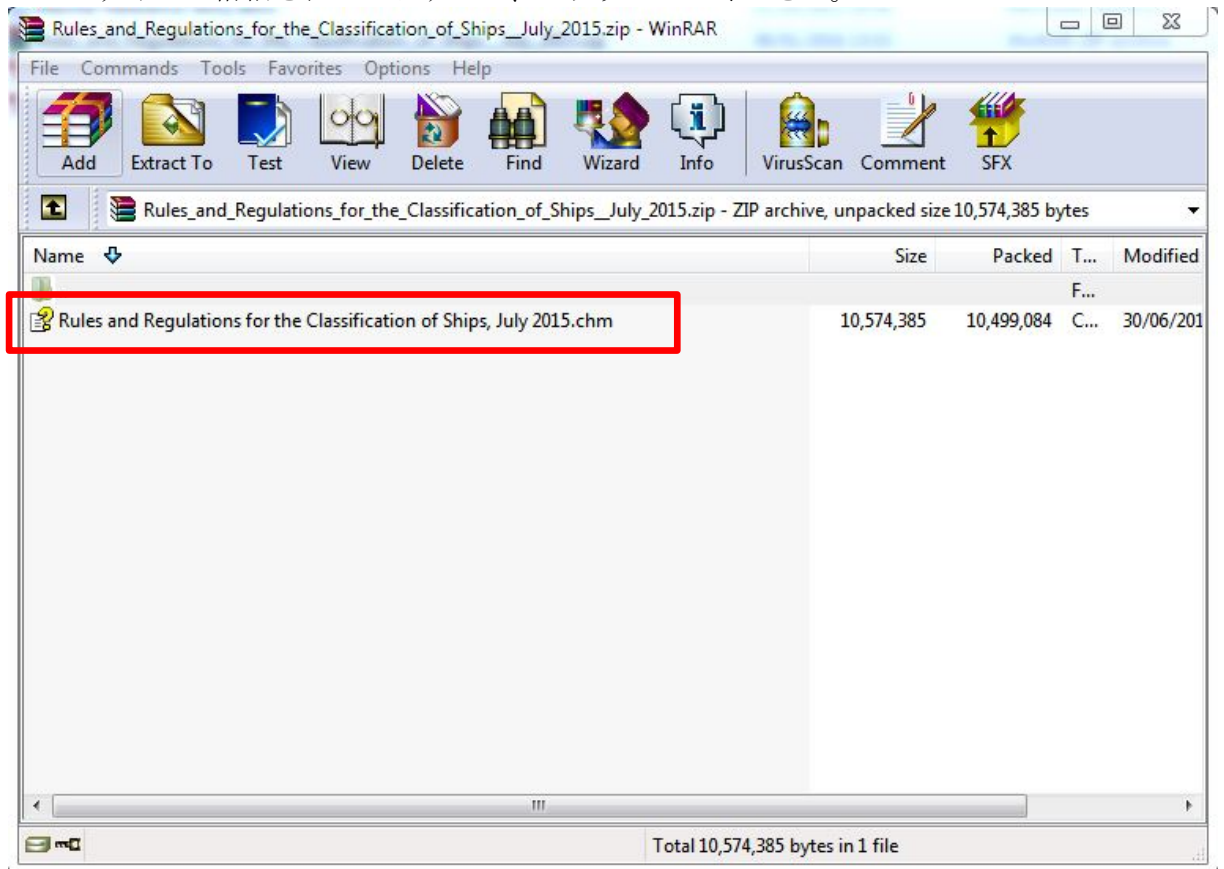 Rules_and_Regulations_for_the_Classification_of_Ships__July_2015.zip - WinRAR
File Commands Tools Favorites Options Help
Add Extract To Test View Delete Find Wizard Info VirusScan Comment SFX
Rules_and_Regulations_for_the_Classification_of_Ships__July_2015.zip - ZIP archive, unpacked size 10,574,385 bytes
Name Size Packed T... Modified
F...
Rules and Regulations for the Classification of Ships, July 2015.chm 10,574,385 10,499,084 C... 30/06/201
Total 10,574,385 bytes in 1 file